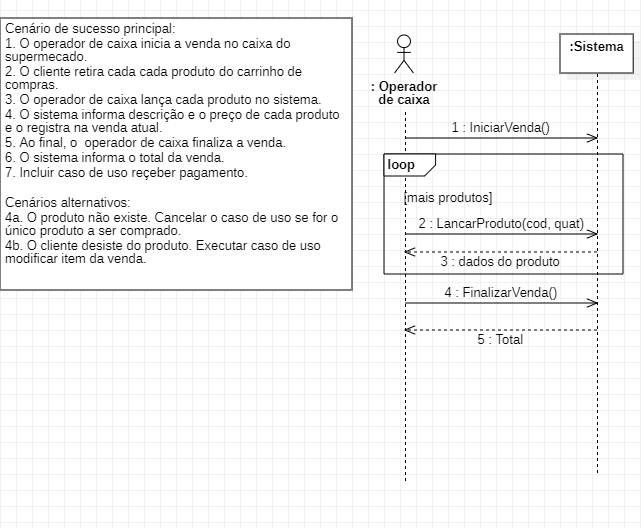 Cenário de sucesso principal:
1. O operador de caixa inicia a venda no caixa do
supermecado.
2. O cliente retira cada cada produto do carrinho de
compras.
3. O operador de caixa lança cada produto no sistema.
4. O sistema informa descrição e o preço de cada produto
e o registra na venda atual.
5. Ao final, o  operador de caixa finaliza a venda.
6. O sistema informa o total da venda.
7. Incluir caso de uso reçeber pagamento.
Cenários alternativos:
4a. O produto não existe. Cancelar o caso de uso se for o
único produto a ser comprado.
4b. O cliente desiste do produto. Executar caso de uso
modificar item da venda.
: Operador
de caixa
:Sistema
1 : IniciarVenda()
loop
[mais produtos]
2 : LancarProduto(cod, quat)
3 : dados do produto
4 : FinalizarVenda()
5 : Total